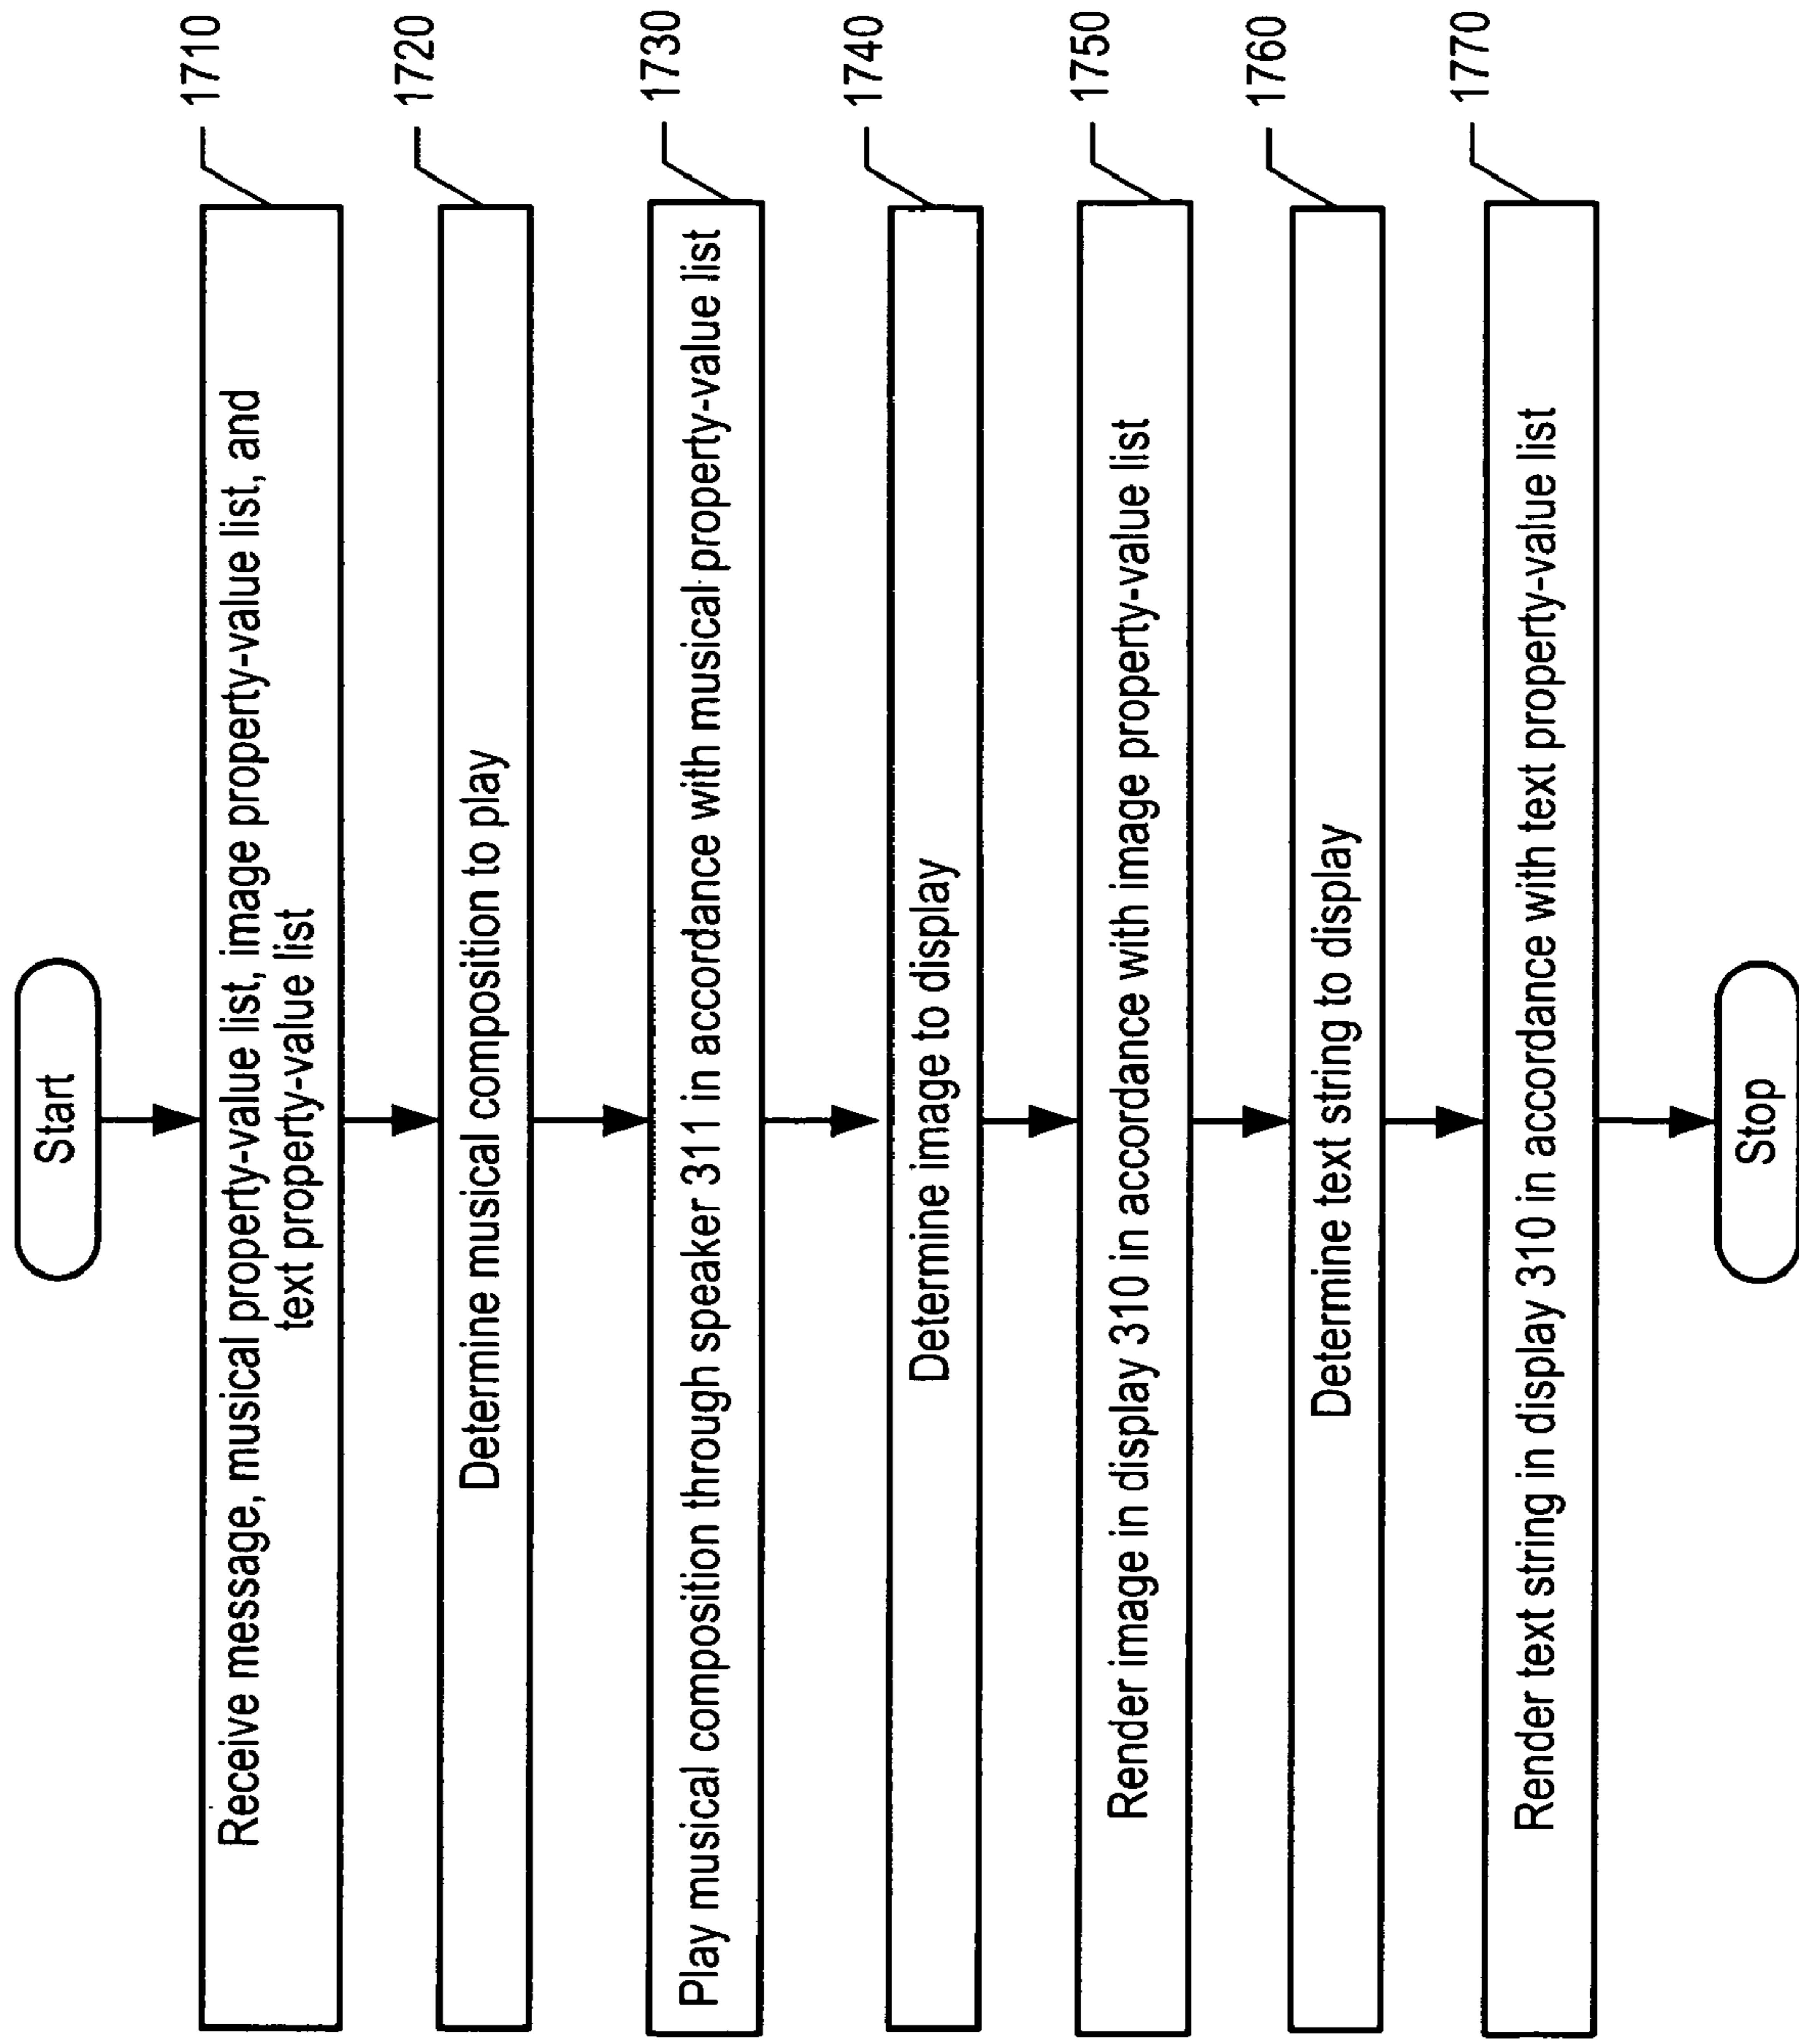 Start
Receive message, musical property-value list, image property-value list, and
text property-value list
1710
Determine musical composition to play
1720
Play musical composition through speaker 311 in accordance with musical property-value list
1730
Determine image to display
1740
Render image in display 310 in accordance with image property-value list
1750
Determine text string to display
1760
Render text string in display 310 in accordance with text property-value list
1770
Stop